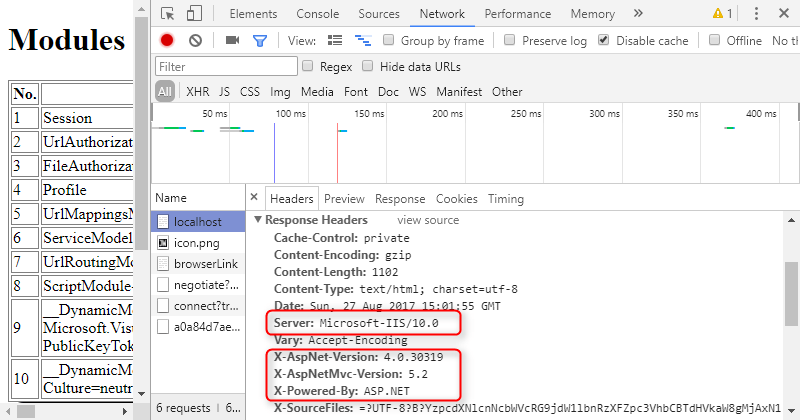 Modules
No.
1 Session
2 UrlAuthorizat
3 FileAuthorizat
4 Profile
5 UrlMappingsM
6 ServiceModel
7 UrlRoutingMo
8 ScriptModule-
9 __DynamicMo
Microsoft.Visu
PublicKeyTok
10 __DynamicMo
Culture=neutr
Elements Console Sources Network Performance Memory » 1
View: Group by frame Preserve log Disable cache Offline No th
Filter Regex Hide data URLs
All XHR JS CSS Img Media Font Doc WS Manifest Other
50 ms 100 ms 150 ms 200 ms 250 ms 300 ms 350 ms 400 ms
Name
localhost
icon.png
browserLink
negotiate?...
connect?tr...
a0a84d7ae...
6 requests | 6...
× Headers Preview Response Cookies Timing
Response Headers view source
Cache-Control: private
Content-Encoding: gzip
Content-Length: 1102
Content-Type: text/html; charset=utf-8
Date: Sun, 27 Aug 2017 15:01:55 GMT
Server: Microsoft-IIS/10.0
Vary: Accept-Encoding
X-AspNet-Version: 4.0.30319
X-AspNetMvc-Version: 5.2
X-Powered-By: ASP.NET